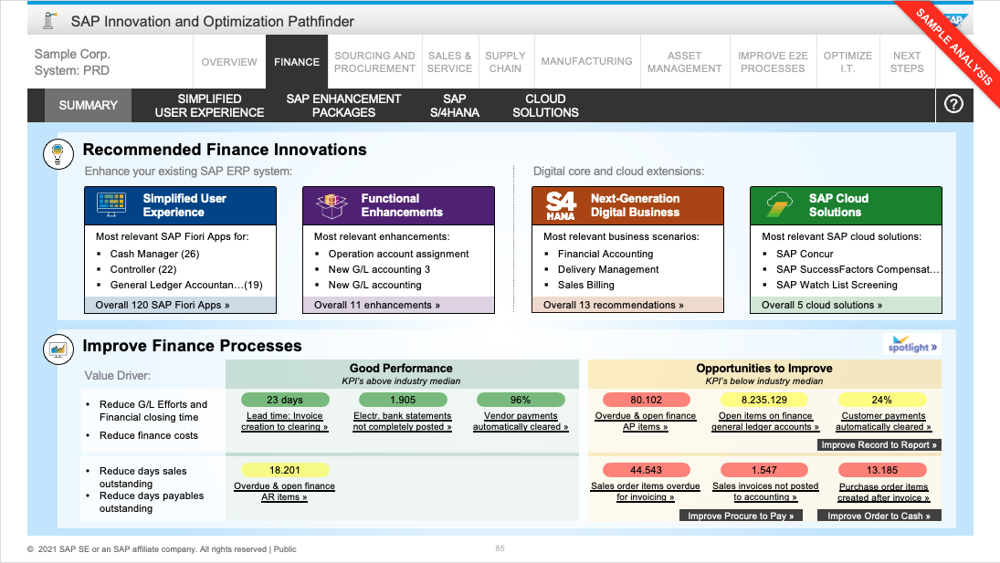 SAP Innovation and Optimization Pathfinder
SAP
SAMPLE ANALYSIS
Sample Corp.
System: PRD
OVERVIEW
FINANCE
SOURCING AND
PROCUREMENT
SALES &
SERVICE
SUPPLY
CHAIN
MANUFACTURING
ASSET
MANAGEMENT
IMPROVE E2E
PROCESSES
OPTIMIZE
I.T.
NEXT
STEPS
SUMMARY
SIMPLIFIED
USER EXPERIENCE
SAP ENHANCEMENT
PACKAGES
SAP
S/4HANA
CLOUD
SOLUTIONS
?
Recommended Finance Innovations
Enhance your existing SAP ERP system:
Digital core and cloud extensions:
Simplified User
Experience
Most relevant SAP Fiori Apps for:
▪ Cash Manager (26)
▪ Controller (22)
▪ General Ledger Accountan…(19)
Overall 120 SAP Fiori Apps »
Functional
Enhancements
Most relevant enhancements:
▪ Operation account assignment
▪ New G/L accounting 3
▪ New G/L accounting
Overall 11 enhancements »
S4
HANA
Next-Generation
Digital Business
Most relevant business scenarios:
▪ Financial Accounting
▪ Delivery Management
▪ Sales Billing
Overall 13 recommendations »
SAP Cloud
Solutions
Most relevant SAP cloud solutions:
▪ SAP Concur
▪ SAP SuccessFactors Compensat…
▪ SAP Watch List Screening
Overall 5 cloud solutions »
Improve Finance Processes
spotlight »
Value Driver:
Good Performance
KPI's above industry median
Opportunities to Improve
KPI's below industry median
• Reduce G/L Efforts and
Financial closing time
• Reduce finance costs
23 days
Lead time: Invoice
creation to clearing »
1.905
Electr. bank statements
not completely posted »
96%
Vendor payments
automatically cleared »
80.102
Overdue & open finance
AP items »
8.235.129
Open items on finance
general ledger accounts »
24%
Customer payments
automatically cleared »
Improve Record to Report »
• Reduce days sales
outstanding
• Reduce days payables
outstanding
18.201
Overdue & open finance
AR items »
44.543
Sales order items overdue
for invoicing »
1.547
Sales invoices not posted
to accounting »
13.185
Purchase order items
created after invoice »
Improve Procure to Pay »
Improve Order to Cash »
© 2021 SAP SE or an SAP affiliate company. All rights reserved | Public
85